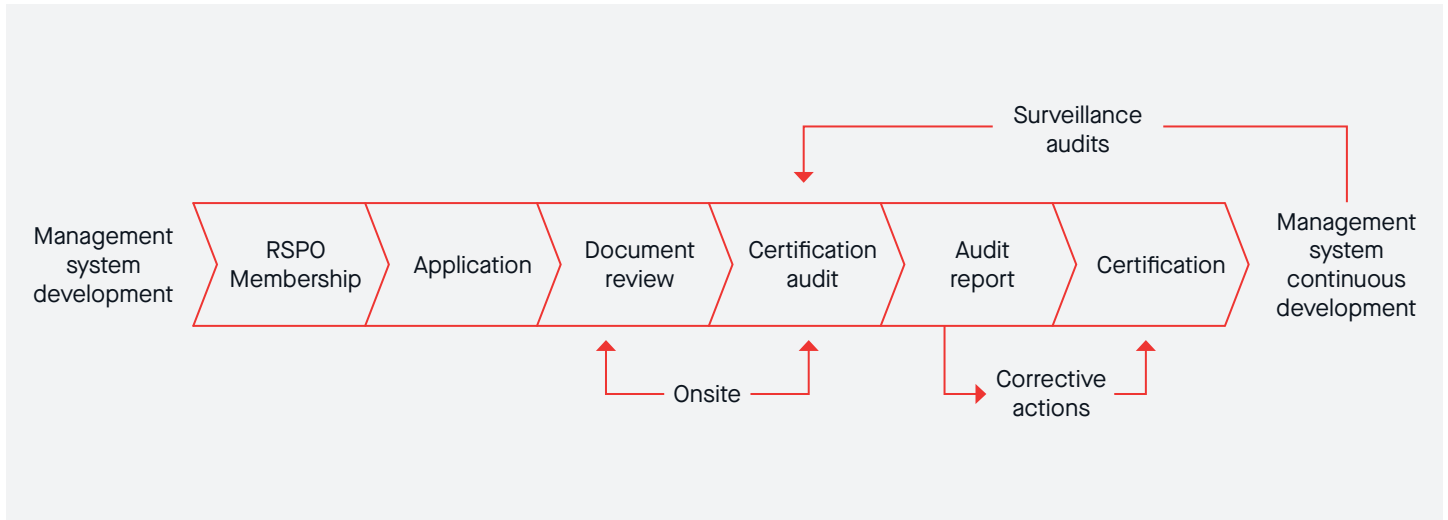 Surveillance
audits
Management
system
development
RSPO
Membership
Application
Document
review
Certification
audit
Audit
report
Certification
Management
system
continuous
development
Onsite
Corrective
actions